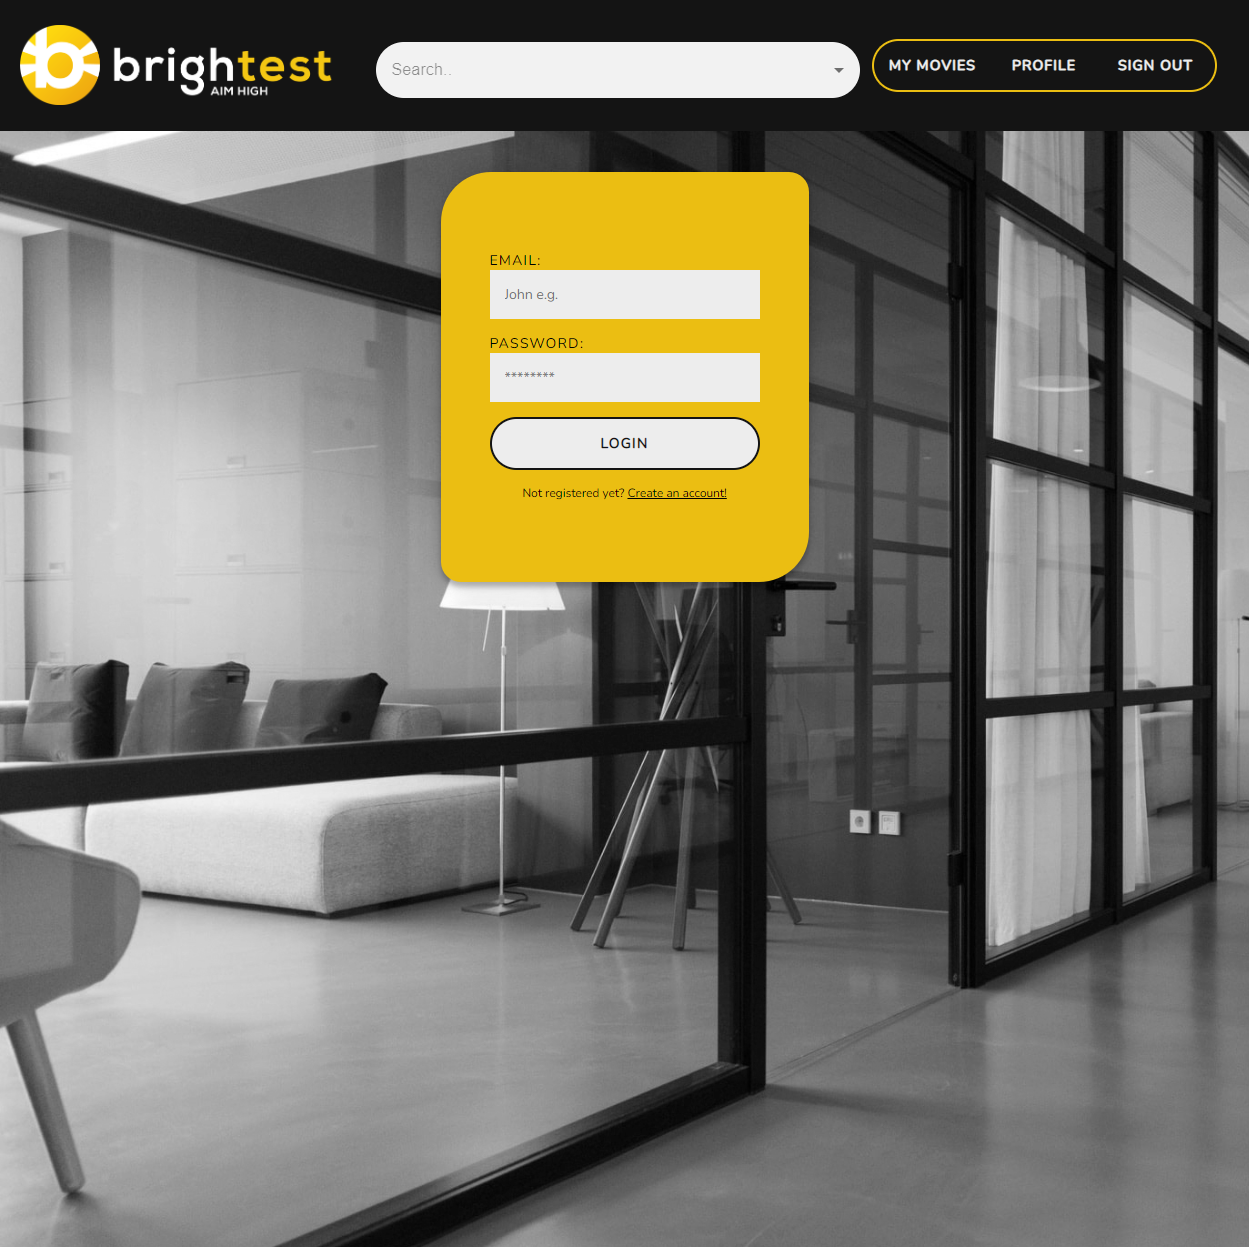 brightest
AIM HIGH
Search..
MY MOVIES PROFILE SIGN OUT
EMAIL:
John e.g.
PASSWORD:
********
LOGIN
Not registered yet? Create an account!